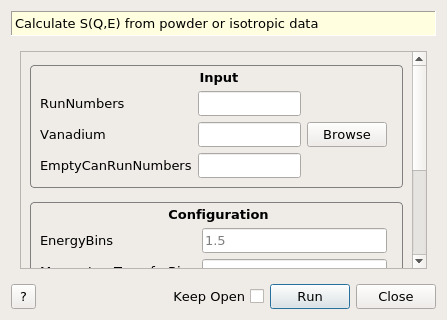 Calculate S(Q,E) from powder or isotropic data
Input
RunNumbers
Vanadium
Browse
EmptyCanRunNumbers
Configuration
EnergyBins
1.5
?
Keep Open
Run
Close